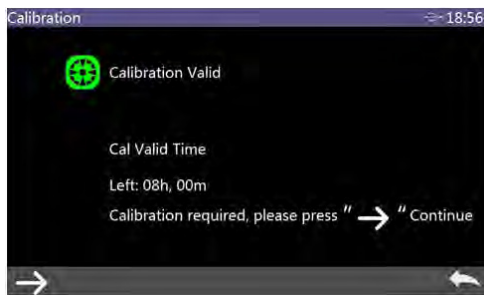 Calibration 18:56
Calibration Valid
Cal Valid Time
Left: 08h, 00m
Calibration required, please press " → " Continue